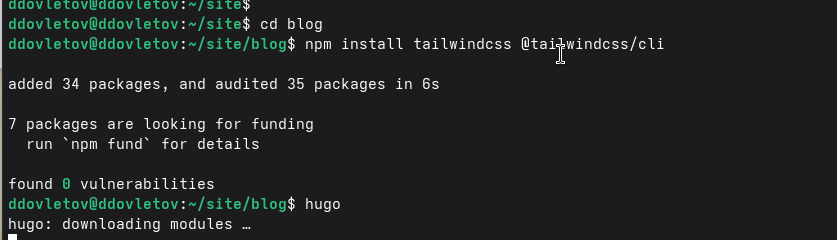 ddovletov@ddovletov:~/site$
ddovletov@ddovletov:~/site$ cd blog
ddovletov@ddovletov:~/site/blog$ npm install tailwindcss @tailwindcss/cli
added 34 packages, and audited 35 packages in 6s
7 packages are looking for funding
run `npm fund` for details
found 0 vulnerabilities
ddovletov@ddovletov:~/site/blog$ hugo
hugo: downloading modules …